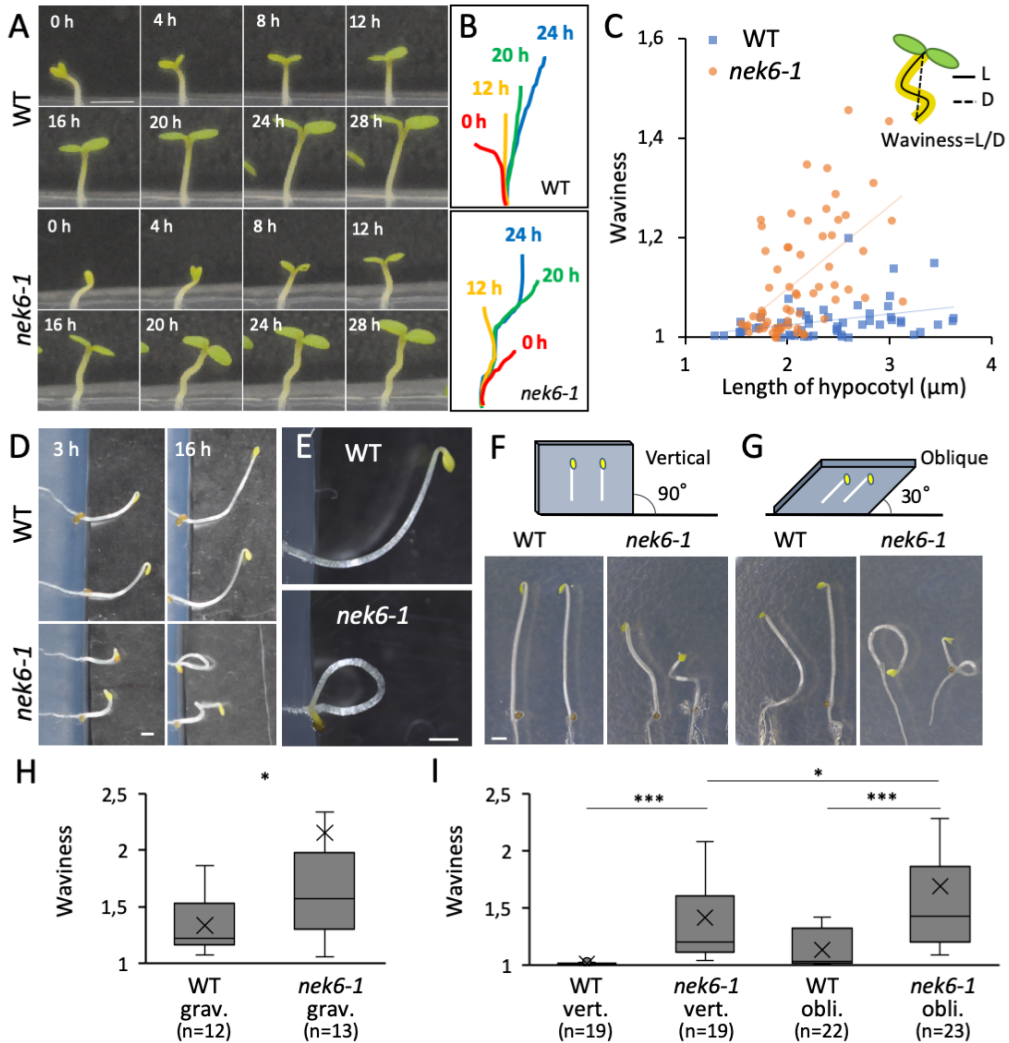 A
WT
0 h
4 h
8 h
12 h
16 h
20 h
24 h
28 h
nek6-1
0 h
4 h
8 h
12 h
16 h
20 h
24 h
28 h
B
24 h
20 h
12 h
0 h
WT
24 h
20 h
12 h
0 h
nek6-1
C
Waviness
1,6
1,4
1,2
1
1
2
3
4
Length of hypocotyl (μm)
WT
nek6-1
L
D
Waviness=L/D
D
3 h
16 h
WT
nek6-1
E
WT
nek6-1
F
Vertical
90°
WT
nek6-1
G
Oblique
30°
WT
nek6-1
H
*
Waviness
2,5
2
1,5
1
WT
grav.
(n=12)
nek6-1
grav.
(n=13)
I
*
***
***
Waviness
2,5
2
1,5
1
WT
vert.
(n=19)
nek6-1
vert.
(n=19)
WT
obli.
(n=22)
nek6-1
obli.
(n=23)